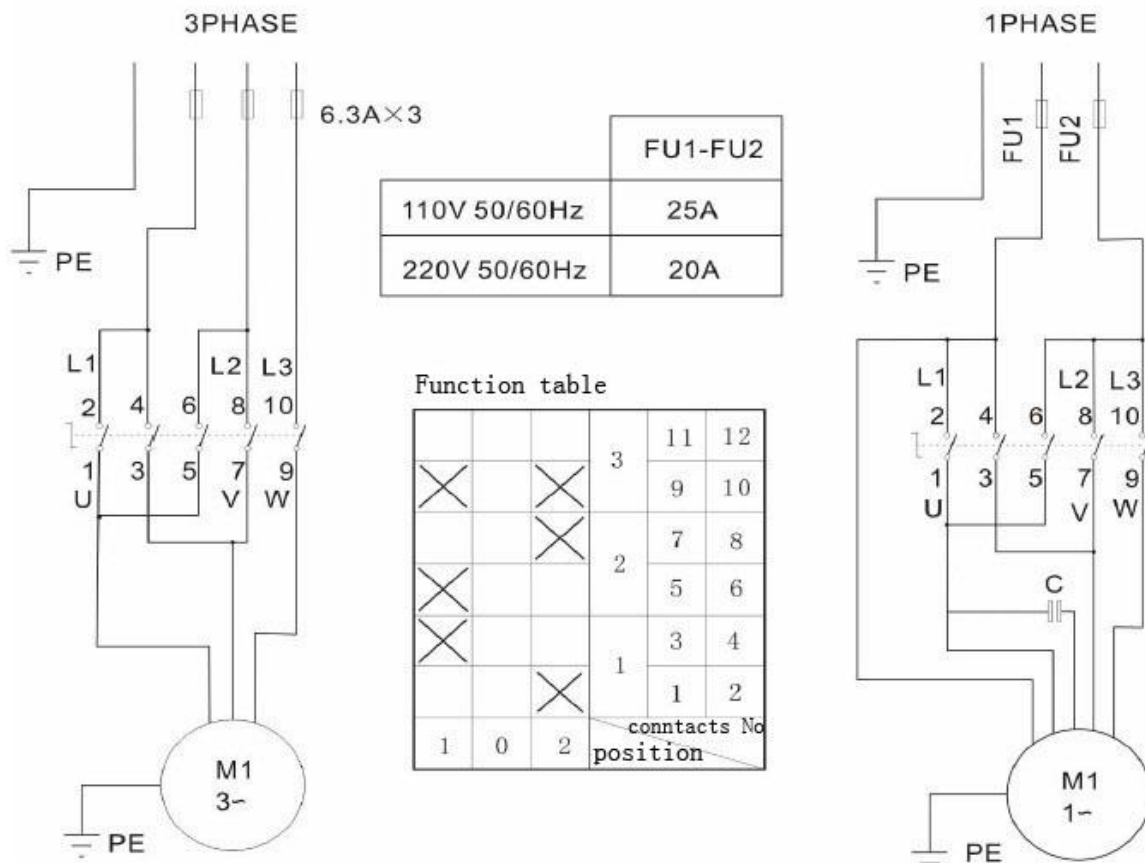 3PHASE
6.3A×3
PE
L1 L2 L3
2 4 6 8 10
1 3 5 7 9
U V W
M1
3~
PE
FU1-FU2
110V 50/60Hz 25A
220V 50/60Hz 20A
Function table
3 11 12
9 10
2 7 8
5 6
1 3 4
1 2
conntacts No
position
1 0 2
1PHASE
FU1 FU2
PE
L1 L2 L3
2 4 6 8 10
1 3 5 7 9
U V W
C
M1
1~
PE